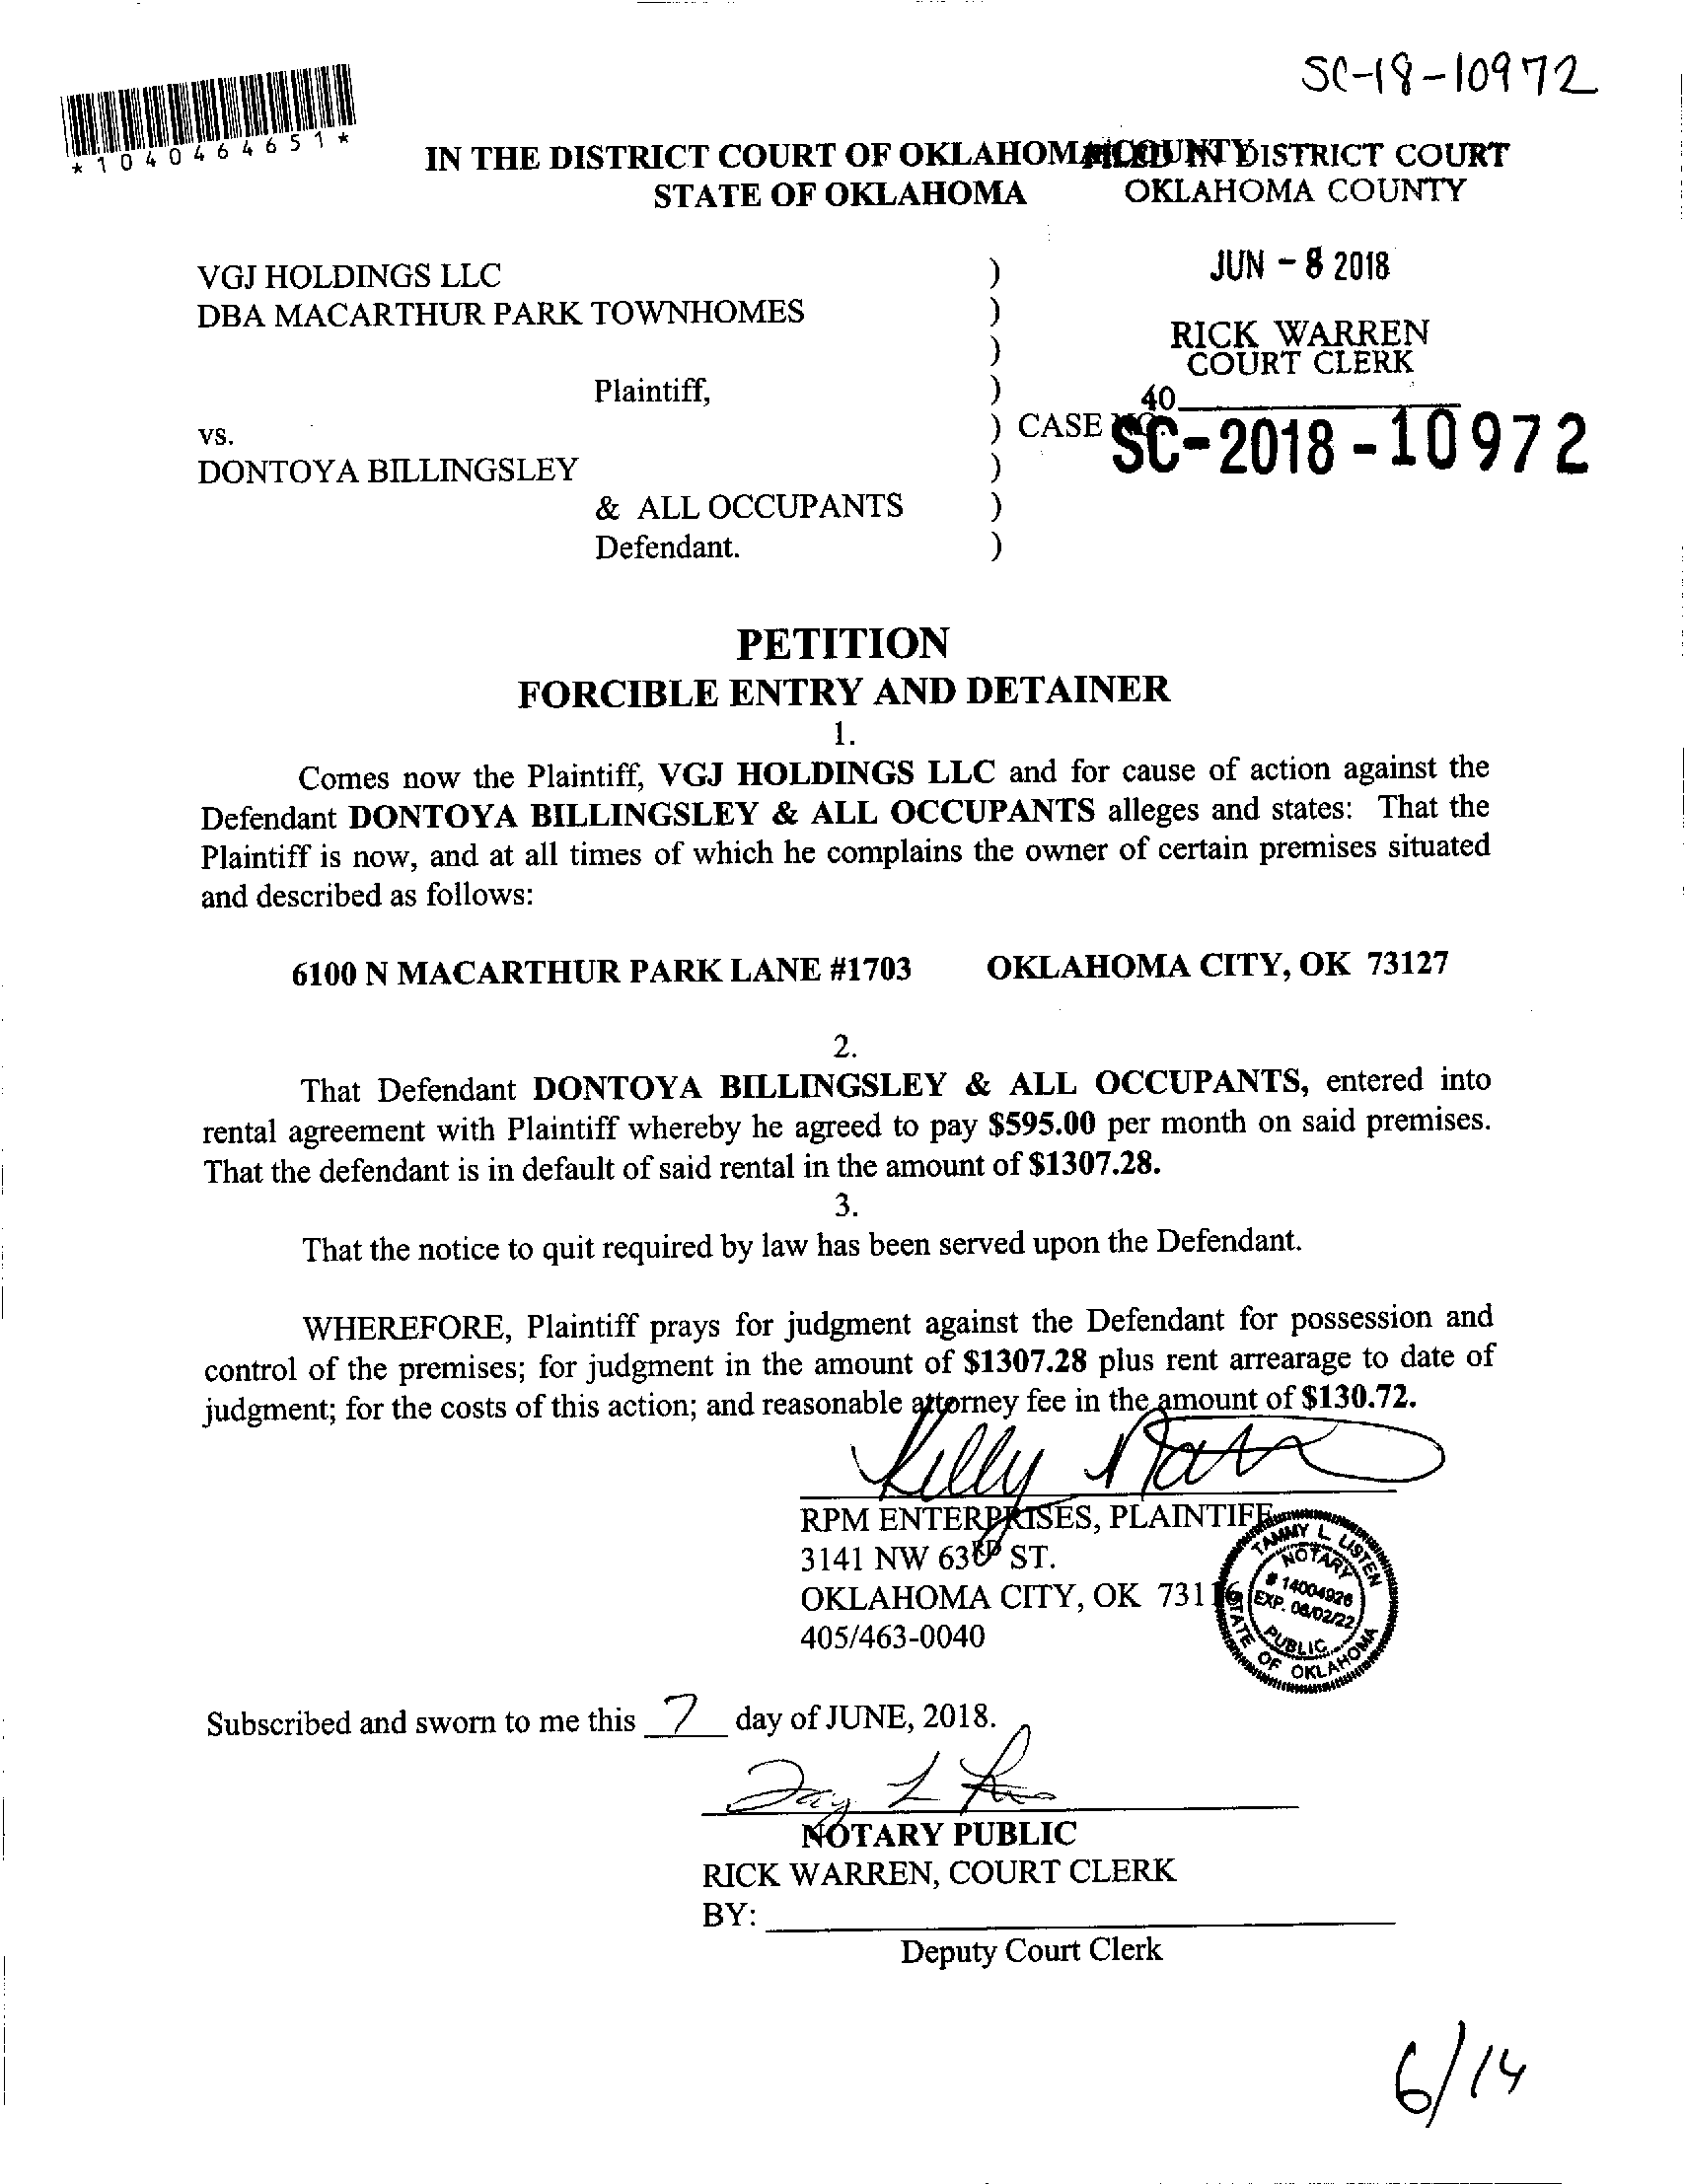 SC-18-10972
*1040464651*
IN THE DISTRICT COURT OF OKLAHOMA COUNTY
STATE OF OKLAHOMA
FILED IN DISTRICT COURT
OKLAHOMA COUNTY
JUN - 8 2018
RICK WARREN
COURT CLERK
40
VGJ HOLDINGS LLC )
DBA MACARTHUR PARK TOWNHOMES )
)
Plaintiff, )
vs. ) CASE NO.
SC-2018-10972
DONTOYA BILLINGSLEY )
& ALL OCCUPANTS )
Defendant. )
PETITION
FORCIBLE ENTRY AND DETAINER
1.
Comes now the Plaintiff, VGJ HOLDINGS LLC and for cause of action against the
Defendant DONTOYA BILLINGSLEY & ALL OCCUPANTS alleges and states: That the
Plaintiff is now, and at all times of which he complains the owner of certain premises situated
and described as follows:
6100 N MACARTHUR PARK LANE #1703 OKLAHOMA CITY, OK 73127
2.
That Defendant DONTOYA BILLINGSLEY & ALL OCCUPANTS, entered into
rental agreement with Plaintiff whereby he agreed to pay $595.00 per month on said premises.
That the defendant is in default of said rental in the amount of $1307.28.
3.
That the notice to quit required by law has been served upon the Defendant.
WHEREFORE, Plaintiff prays for judgment against the Defendant for possession and
control of the premises; for judgment in the amount of $1307.28 plus rent arrearage to date of
judgment; for the costs of this action; and reasonable attorney fee in the amount of $130.72.
Kelly
RPM ENTERPRISES, PLAINTIFF
3141 NW 63RD ST.
OKLAHOMA CITY, OK 73116
405/463-0040
TAMMY L. LISTEN
NOTARY
# 14004926
EXP. 06/02/22
PUBLIC
STATE OF OKLAHOMA
Subscribed and sworn to me this 7 day of JUNE, 2018.
NOTARY PUBLIC
RICK WARREN, COURT CLERK
BY:
Deputy Court Clerk
6/14